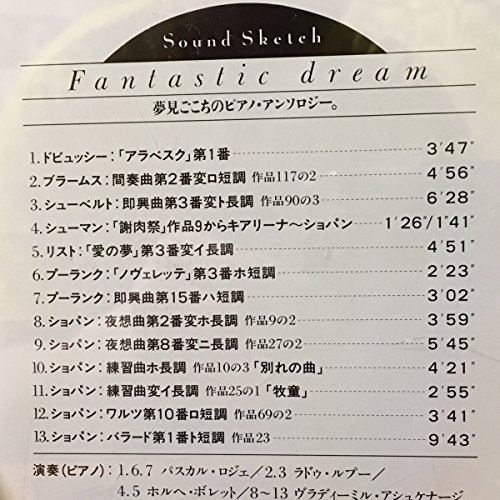 Sound Sketch
Fantastic dream
夢見ごこちのピアノ・アンソロジー。
1.ドビュッシー:「アラベスク」第1番 3´47″
2.ブラームス:間奏曲第2番変ロ短調 作品117の2 4´56″
3.シューベルト:即興曲第3番変ト長調 作品90の3 6´28″
4.シューマン:「謝肉祭」作品9からキアリーナ〜ショパン 1´26″/1´41″
5.リスト:「愛の夢」第3番変イ長調 4´51″
6.プーランク:「ノヴェレッテ」第3番ホ短調 2´23″
7.プーランク:即興曲第15番ハ短調 3´02″
8.ショパン:夜想曲第2番変ホ長調 作品9の2 3´59″
9.ショパン:夜想曲第8番変ニ長調 作品27の2 5´45″
10.ショパン:練習曲ホ長調 作品10の3「別れの曲」 4´21″
11.ショパン:練習曲変イ長調 作品25の1「牧童」 2´55″
12.ショパン:ワルツ第10番ロ短調 作品69の2 3´41″
13.ショパン:バラード第1番ト短調 作品23 9´43″
演奏(ピアノ) 1.6.7 パスカル・ロジェ/2.3 ラドゥ・ルプー/
4.5 ホルヘ・ボレット/8〜13 ヴラディーミル・アシュケナージ